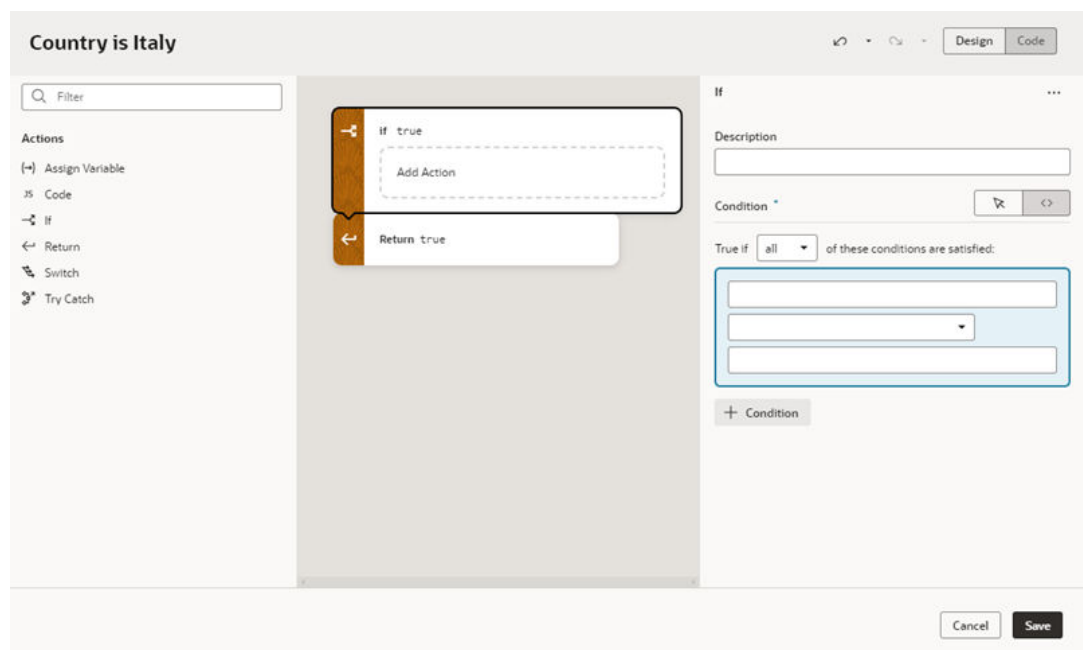 Country is Italy
Design Code
Filter
Actions
Assign Variable
JS Code
If
Return
Switch
Try Catch
If true
Add Action
Return true
If
Description
Condition *
True if all of these conditions are satisfied:
+ Condition
Cancel Save